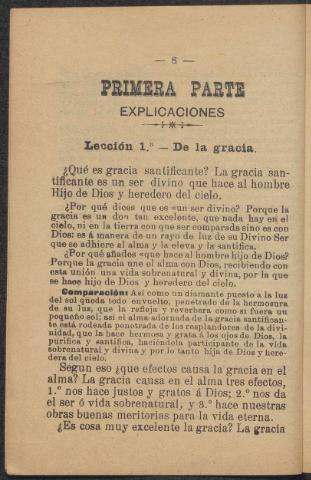 — 8 —
PRIMERA PARTE
EXPLICACIONES
Lección 1.ª — De la gracia.
¿Qué es gracia santificante? La gracia san-
tificante es un ser divino que hace al hombre
Hijo de Dios y heredero del cielo.
¿Por qué dices que es «un ser divino? Porque la
gracia es un don tan excelente, que nada hay en el
cielo, ni en la tierra con que ser comparada sino es con
Dios: es á manera de un rayo de luz de su Divino Ser
que se adhiere al alma y la eleva y la santifica.
¿Por qué añades «que hace al hombre hijo de Dios?
Porque la gracia une el alma con Dios, recibiendo con
esta unión una vida sobrenatural y divina, por la que
se hace hijo de Dios y heredero del cielo.
Comparación: Así como un diamante puesto a la luz
del sol queda todo envuelto, penetrado de la hermosura
de su luz, que la refleja y reverbera como si fuera un
pequeño sol; así el alma adornada de la gracia santifican-
te está rodeada penetrada de los resplandores de la divi-
nidad, que la hace hermosa y grata á los ojos de Dios, la
purifica y santifica, haciéndola participante de la vida
sobrenatural y divina y por lo tanto hija de Dios y here-
dera del cielo.
Segun eso ¿que efectos causa la gracia en el
alma? La gracia causa en el alma tres efectos,
1.º nos hace justos y gratos á Dios; 2.º nos da
el ser ó vida sobrenatural, y 3.º hace nuestras
obras buenas meritorias para la vida eterna.
¿Es cosa muy excelente la gracia? La gracia